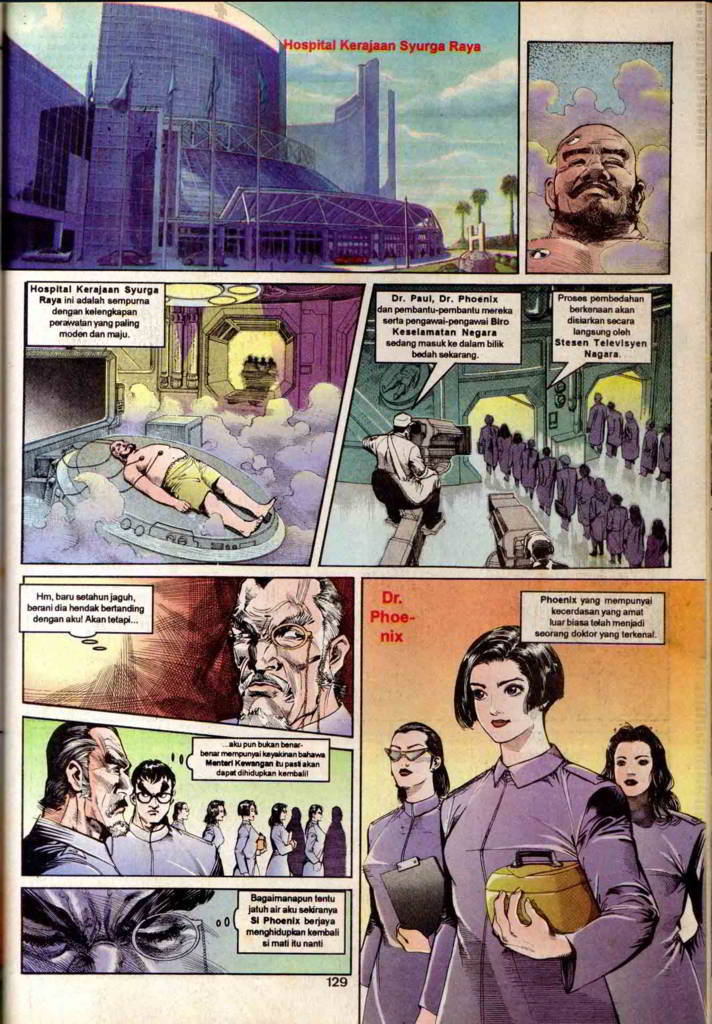 Hospital Kerajaan Syurga Raya
Hospital Kerajaan Syurga
Raya ini adalah sempurna
dengan kelengkapan
perawatan yang paling
moden dan maju.
Dr. Paul, Dr. Phoenix
dan pembantu-pembantu mereka
serta pengawai-pengawai Biro
Keselamatan Negara
sedang masuk ke dalam bilik
bedah sekarang.
Proses pembedahan
berkenaan akan
disiarkan secara
langsung oleh
Stesen Televisyen
Nagara.
Hm, baru setahun jaguh,
berani dia hendak bertanding
dengan aku! Akan tetapi...
...aku pun bukan benar-
benar mempunyai keyakinan bahawa
Menteri Kewangan itu pasti akan
dapat dihidupkan kembali!
Bagaimanapun tentu
jatuh air aku sekiranya
Si Phoenix berjaya
menghidupkan kembali
si mati itu nanti
Dr.
Phoe-
nix
Phoenix yang mempunyai
kecerdasan yang amat
luar biasa telah menjadi
seorang doktor yang terkenal.
H
129